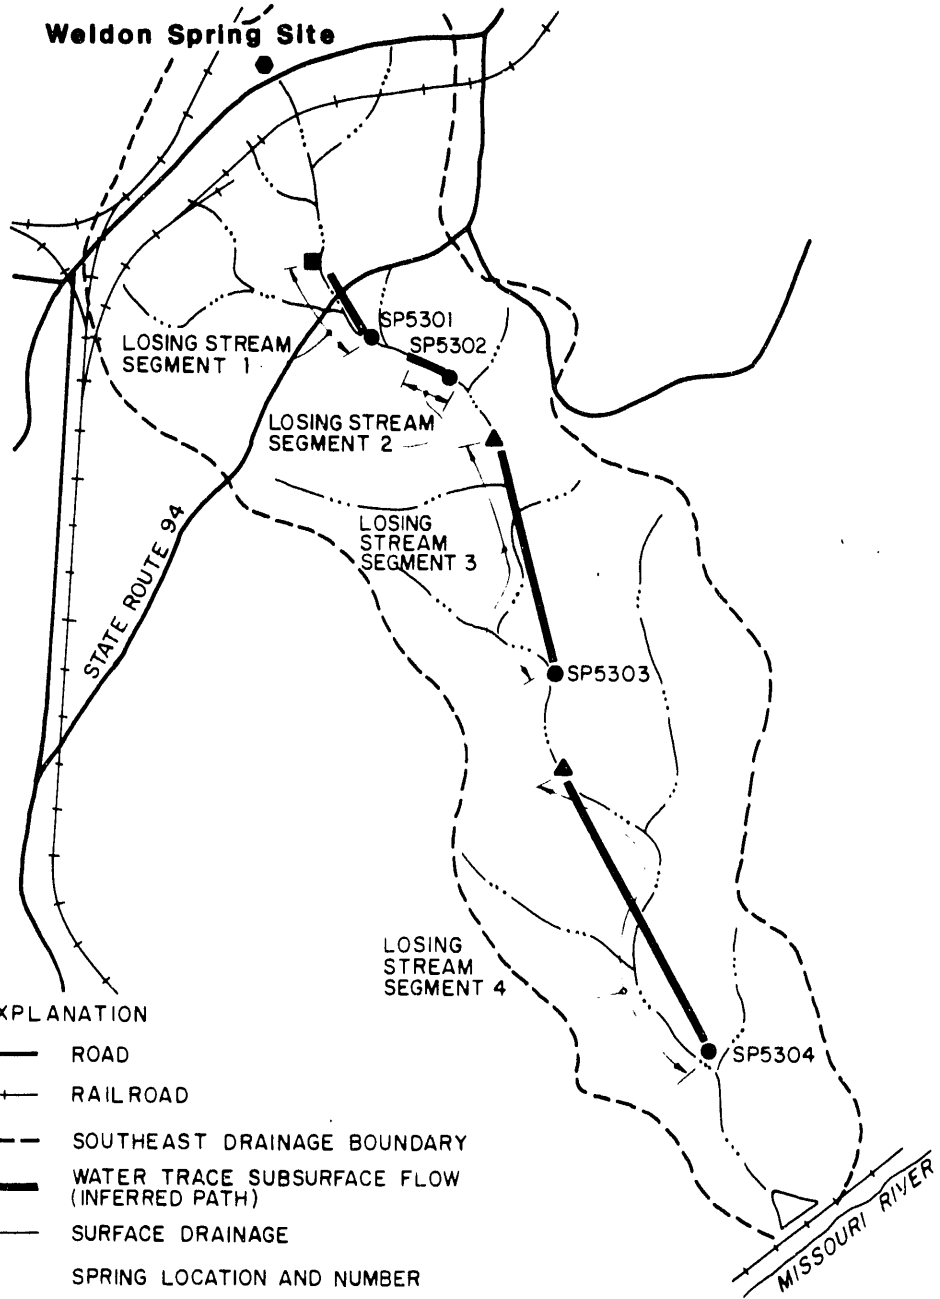 Weldon Spring Site
SP5301
SP5302
LOSING STREAM
SEGMENT 1
LOSING STREAM
SEGMENT 2
LOSING
STREAM
SEGMENT 3
STATE ROUTE 94
SP5303
LOSING
STREAM
SEGMENT 4
SP5304
XPLANATION
ROAD
RAILROAD
SOUTHEAST DRAINAGE BOUNDARY
WATER TRACE SUBSURFACE FLOW
(INFERRED PATH)
SURFACE DRAINAGE
SPRING LOCATION AND NUMBER
MISSOURI RIVER